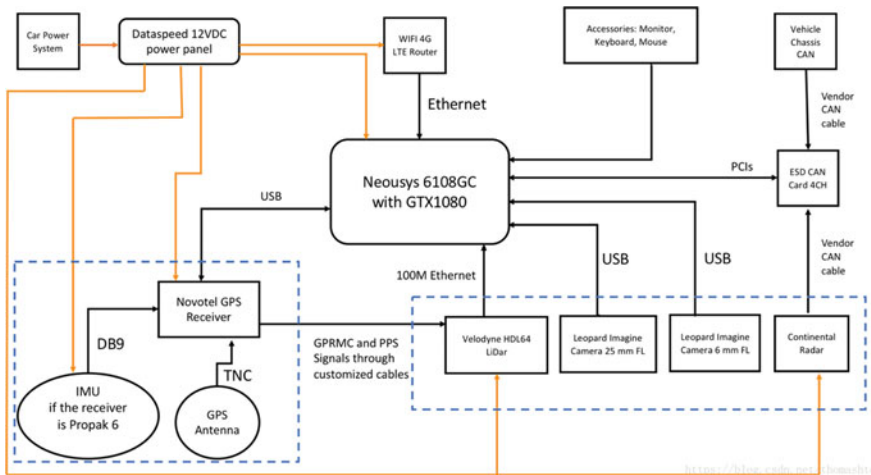 Car Power
System
Dataspeed 12VDC
power panel
WIFI 4G
LTE Router
Accessories: Monitor,
Keyboard, Mouse
Vehicle
Chassis
CAN
Ethernet
Vendor
CAN
cable
Neousys 6108GC
with GTX1080
PCIs
ESD CAN
Card 4CH
USB
100M Ethernet
USB
USB
Vendor
CAN
cable
Novotel GPS
Receiver
DB9
GPRMC and PPS
Signals through
customized cables
Velodyne HDL64
LiDar
Leopard Imagine
Camera 25 mm FL
Leopard Imagine
Camera 6 mm FL
Continental
Radar
TNC
IMU
if the receiver
is Propak 6
GPS
Antenna